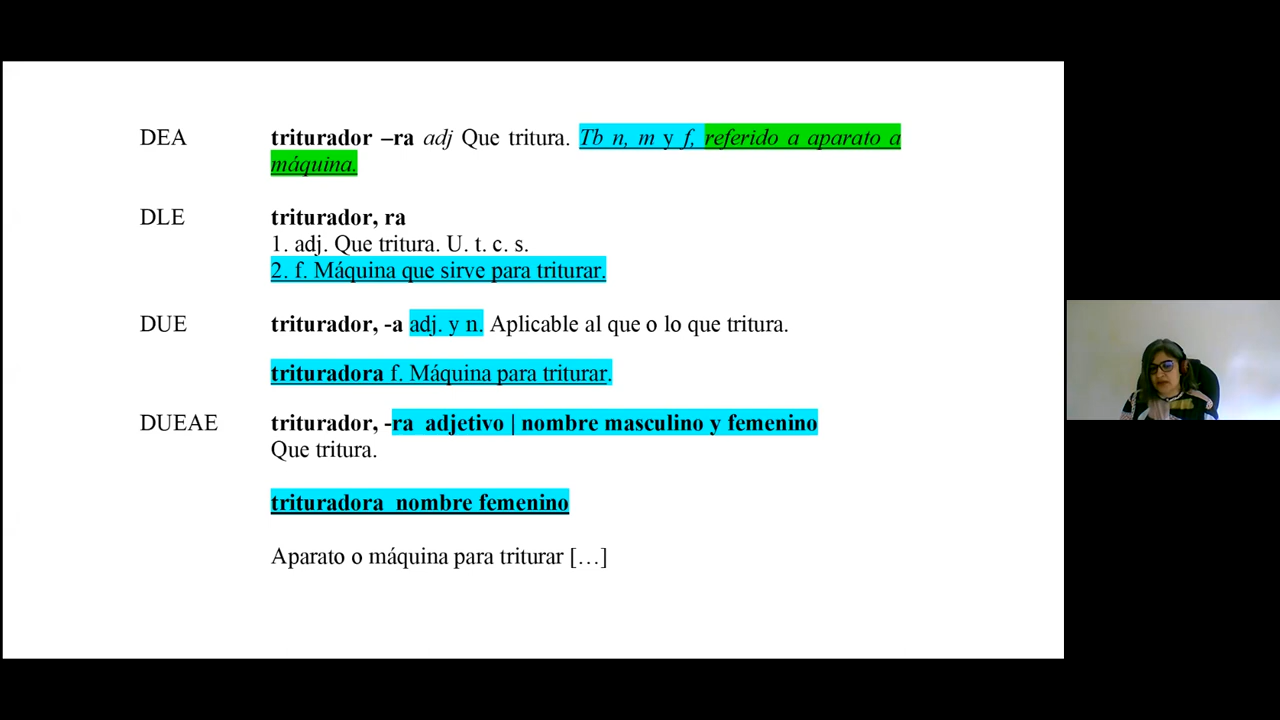 DEA triturador –ra adj Que tritura. Tb n, m y f, referido a aparato a
máquina.
DLE triturador, ra
1. adj. Que tritura. U. t. c. s.
2. f. Máquina que sirve para triturar.
DUE triturador, -a adj. y n. Aplicable al que o lo que tritura.
trituradora f. Máquina para triturar.
DUEAE triturador, -ra adjetivo | nombre masculino y femenino
Que tritura.
trituradora nombre femenino
Aparato o máquina para triturar […]